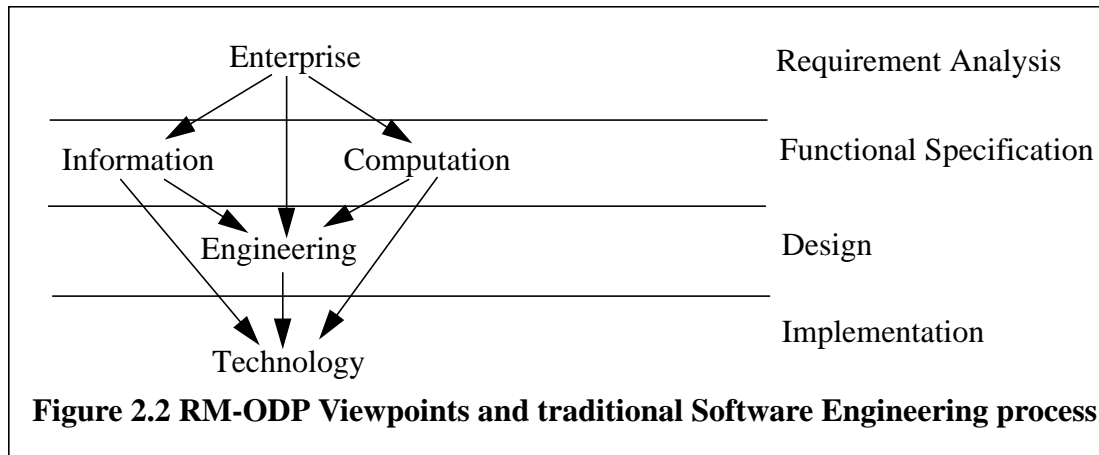 Enterprise
Requirement Analysis
Information
Computation
Functional Specification
Engineering
Design
Technology
Implementation
Figure 2.2 RM-ODP Viewpoints and traditional Software Engineering process